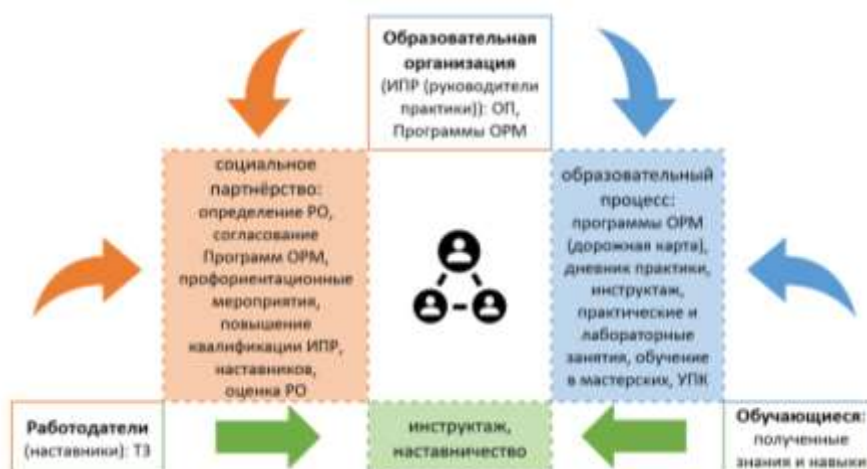 Образовательная
организация
(ИПР (руководители
практики)): ОП,
Программы ОРМ
социальное
партнёрство:
определение РО,
согласование
Программ ОРМ,
профориентационные
мероприятия,
повышение
квалификации ИПР,
наставников,
оценка РО
образовательный
процесс:
программы ОРМ
(дорожная карта),
дневник практики,
инструктаж,
практические и
лабораторные
занятия, обучение
в мастерских, УПК
Работодатели
(наставники): ТЗ
инструктаж,
наставничество
Обучающиеся:
полученные
знания и навыки